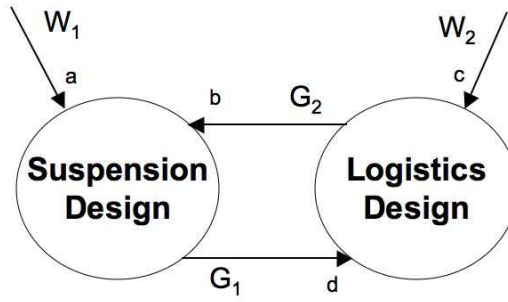 W₁
W₂
a
c
b
G₂
Suspension
Design
Logistics
Design
G₁
d